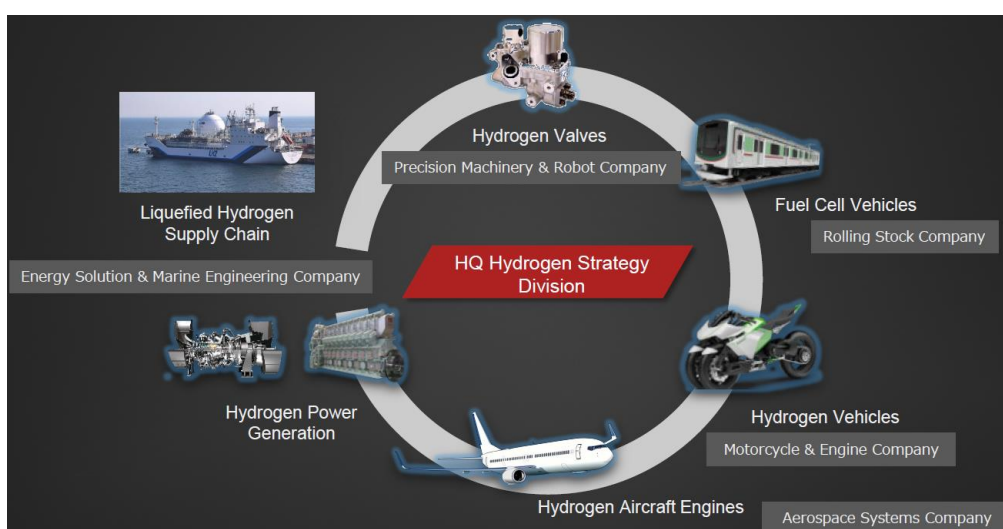 Hydrogen Valves
Precision Machinery & Robot Company
Fuel Cell Vehicles
Rolling Stock Company
Liquefied Hydrogen
Supply Chain
Energy Solution & Marine Engineering Company
HQ Hydrogen Strategy
Division
Hydrogen Power
Generation
Hydrogen Vehicles
Motorcycle & Engine Company
Hydrogen Aircraft Engines
Aerospace Systems Company